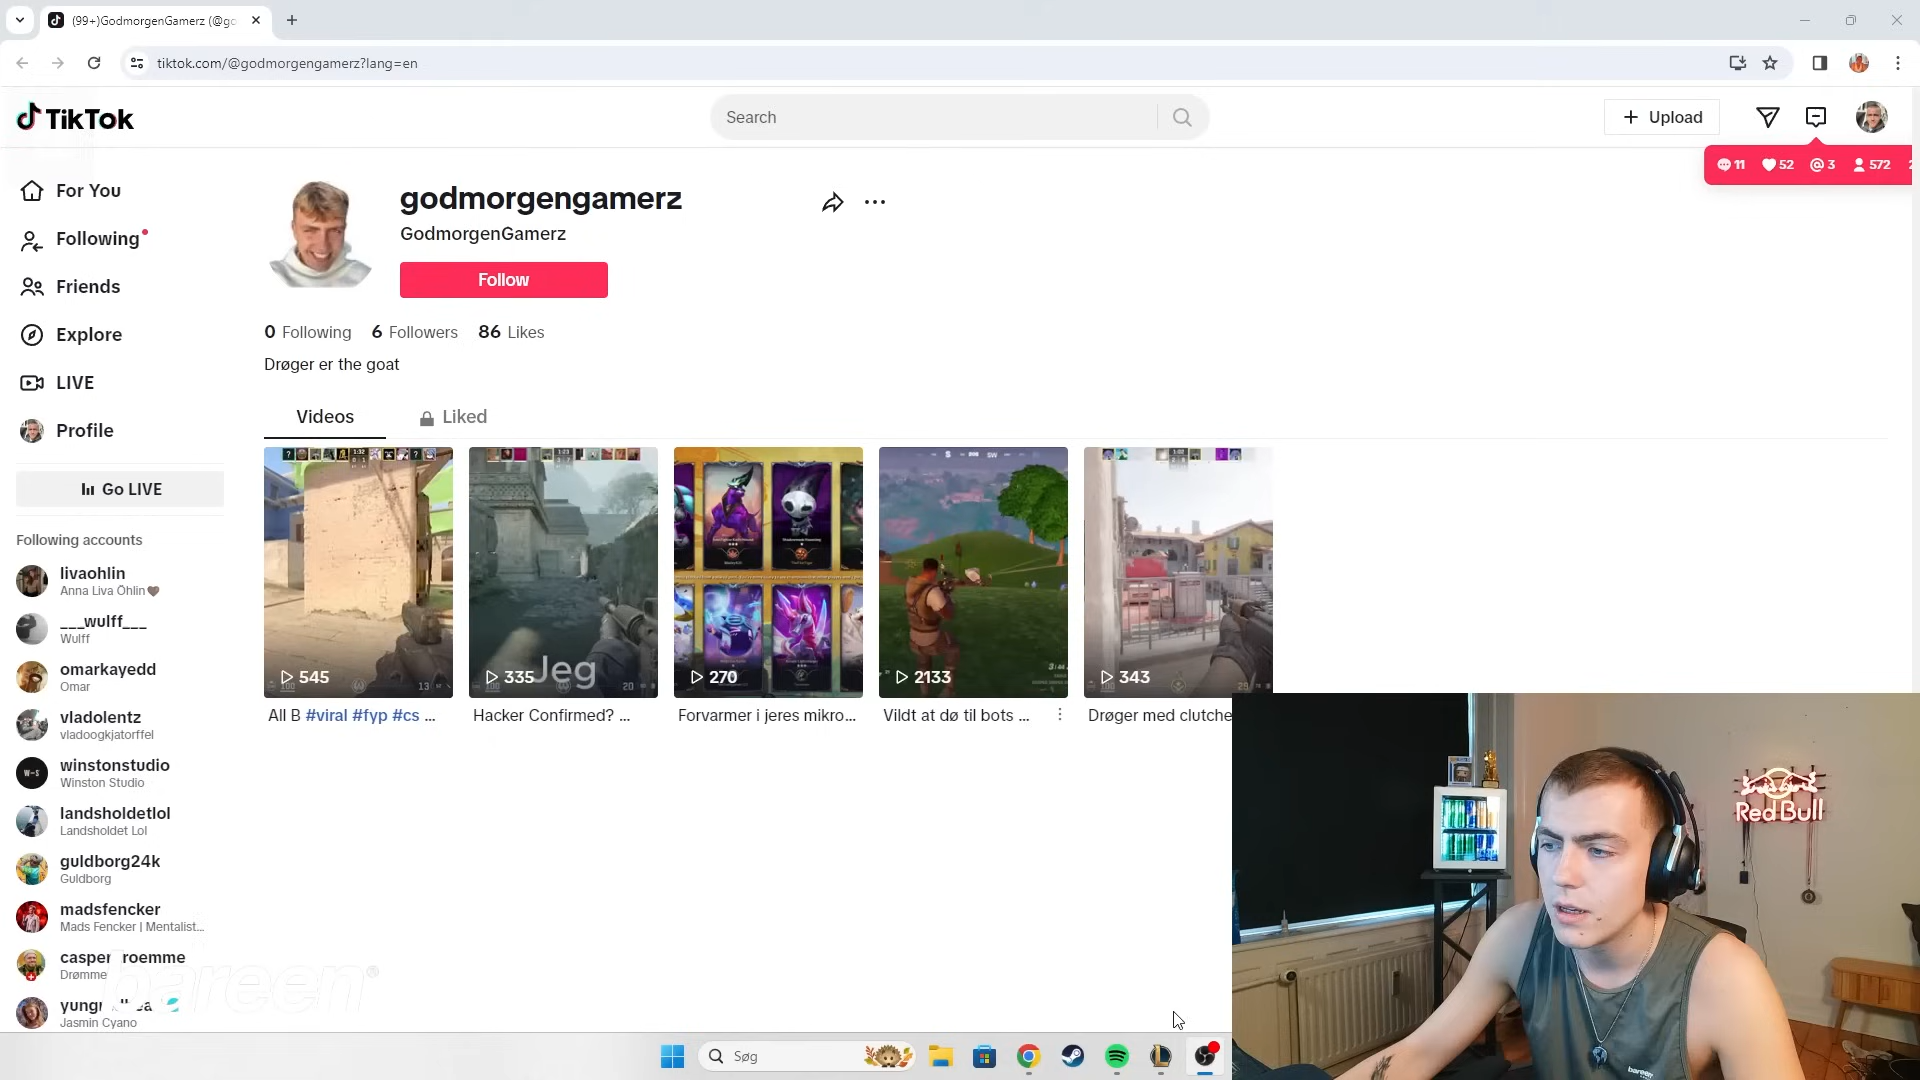 (99+)GodmorgenGamerz (@go
tiktok.com/@godmorgengamerz?lang=en
TikTok
Search
Upload
11 52 3 572
For You
Following
Friends
Explore
LIVE
Profile
Go LIVE
Following accounts
livaohlin
Anna Liva Öhlin🤎
___wulff___
Wulff
omarkayedd
Omar
vladolentz
vladoogkjatorffel
winstonstudio
Winston Studio
landsholdetlol
Landsholdet Lol
guldborg24k
Guldborg
madsfencker
Mads Fencker | Mentalist...
casper roemme
Drømme
Jasmin Cyano
godmorgengamerz
GodmorgenGamerz
Follow
0 Following 6 Followers 86 Likes
Drøger er the goat
Videos Liked
545
335
Jeg
270
2133
343
All B #viral #fyp #cs ...
Hacker Confirmed? ...
Forvarmer i jeres mikro...
Vildt at dø til bots ...
Drøger med clutche
Red Bull
bareen
bareen®
Søg